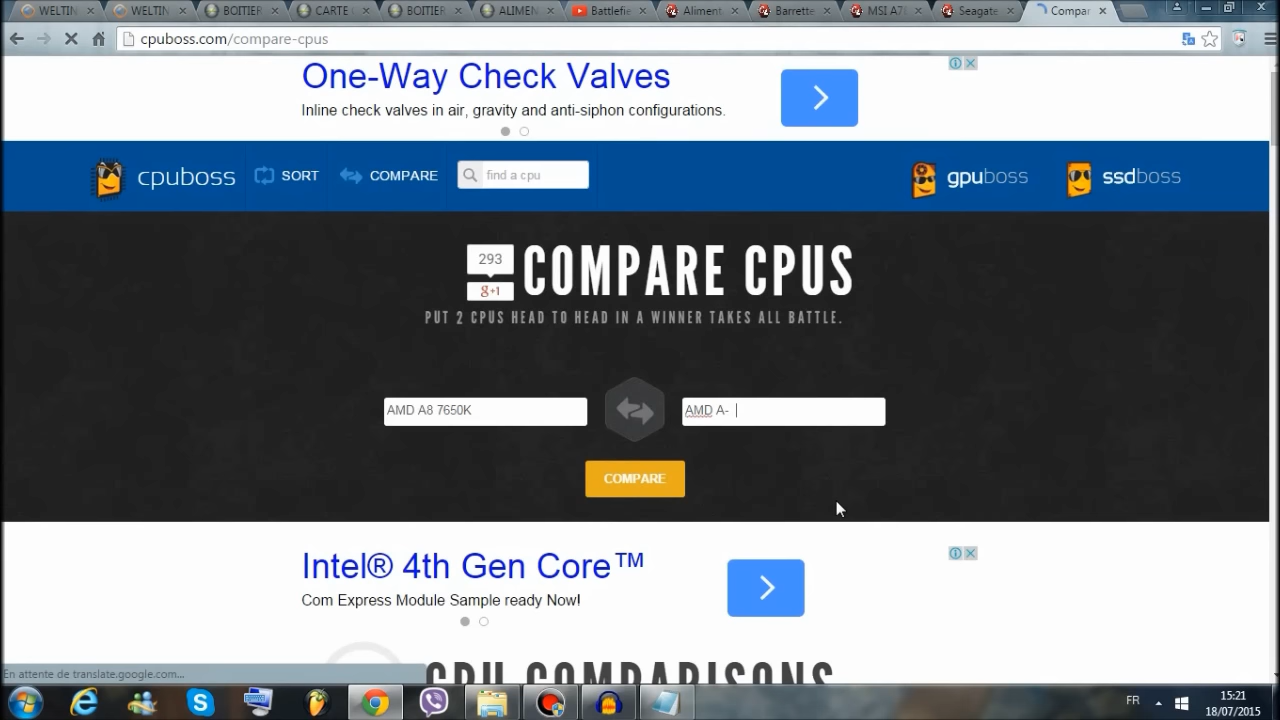 WELTIN
WELTIN
BOITIER
CARTE
BOITIER
ALIMEN
Battlefie
Aliment
Barrette
MSI A7
Seagate
Compar
cpuboss.com/compare-cpus
One-Way Check Valves
Inline check valves in air, gravity and anti-siphon configurations.
cpuboss
SORT
COMPARE
find a cpu
gpuboss
ssdboss
293
g+1
COMPARE CPUS
PUT 2 CPUS HEAD TO HEAD IN A WINNER TAKES ALL BATTLE.
AMD A8 7650K
AMD A-
COMPARE
Intel® 4th Gen Core™
Com Express Module Sample ready Now!
CPU COMPARISONS
En attente de translate.google.com...
FR
15:21
18/07/2015